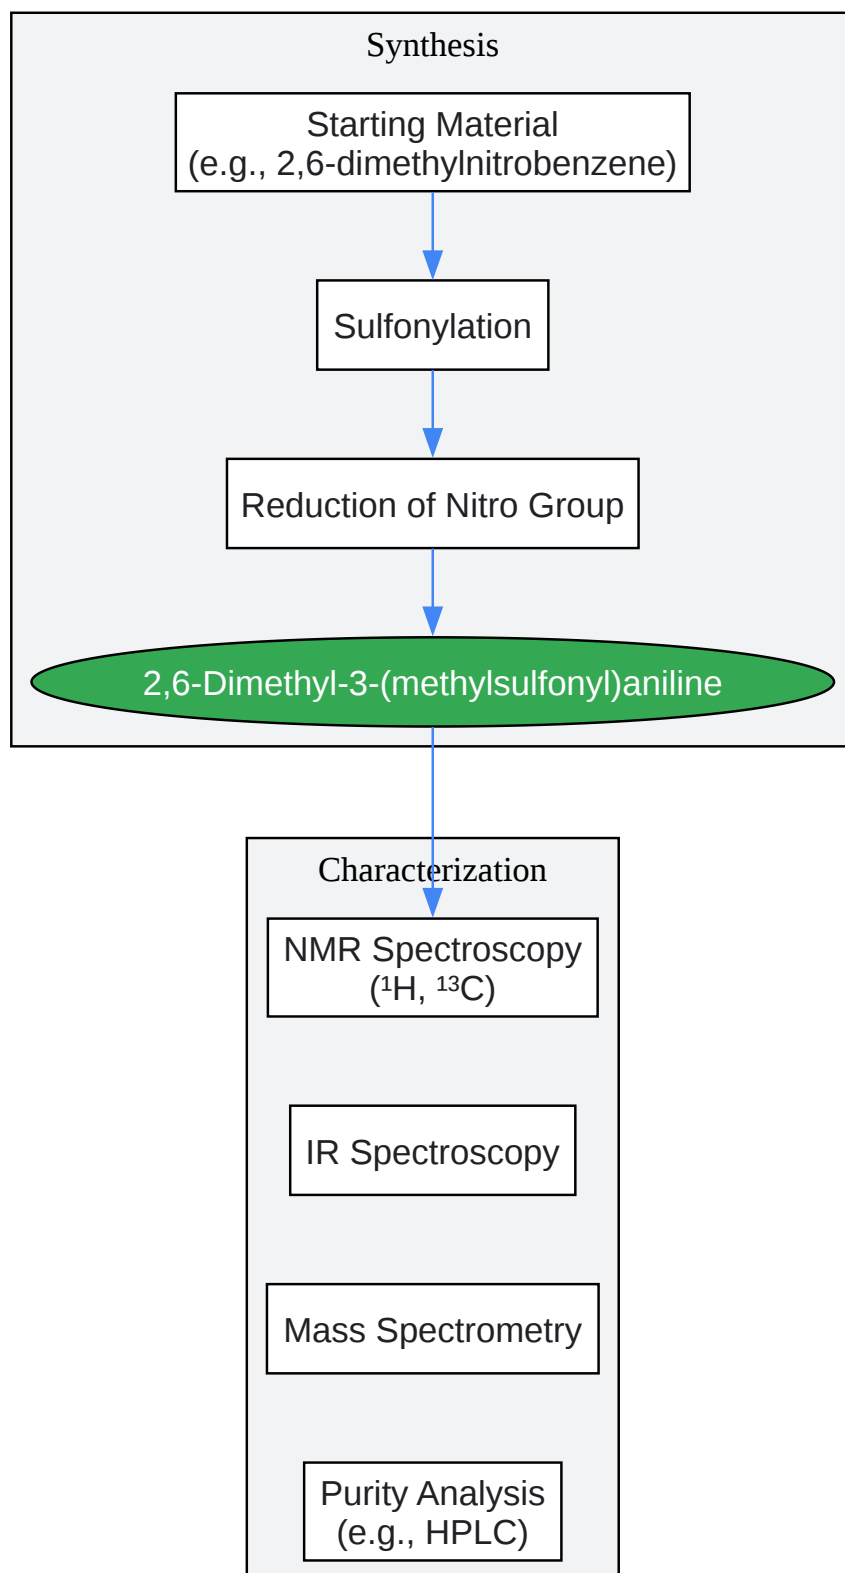 Synthesis
Starting Material
(e.g., 2,6-dimethylnitrobenzene)
Sulfonylation
Reduction of Nitro Group
2,6-Dimethyl-3-(methylsulfonyl)aniline
Characterization
NMR Spectroscopy
(¹H, ¹³C)
IR Spectroscopy
Mass Spectrometry
Purity Analysis
(e.g., HPLC)